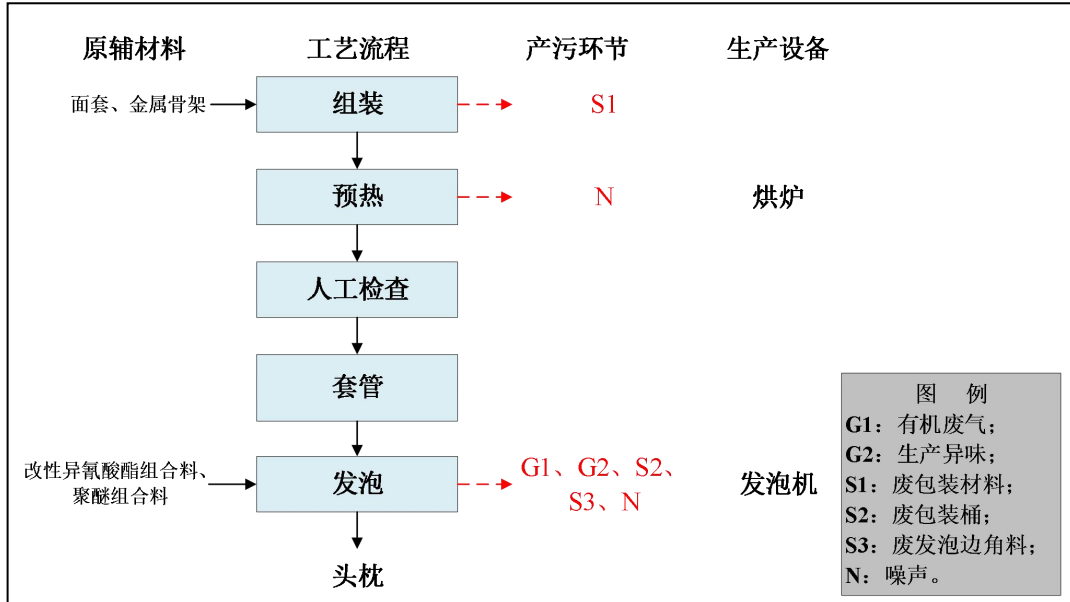 原辅材料 工艺流程 产污环节 生产设备
面套、金属骨架 组装 S1
预热 N 烘炉
人工检查
套管
改性异氰酸酯组合料、
聚醚组合料
发泡
G1、G2、S2、
S3、N
发泡机
头枕
图 例
G1：有机废气；
G2：生产异味；
S1：废包装材料；
S2：废包装桶；
S3：废发泡边角料；
N：噪声。